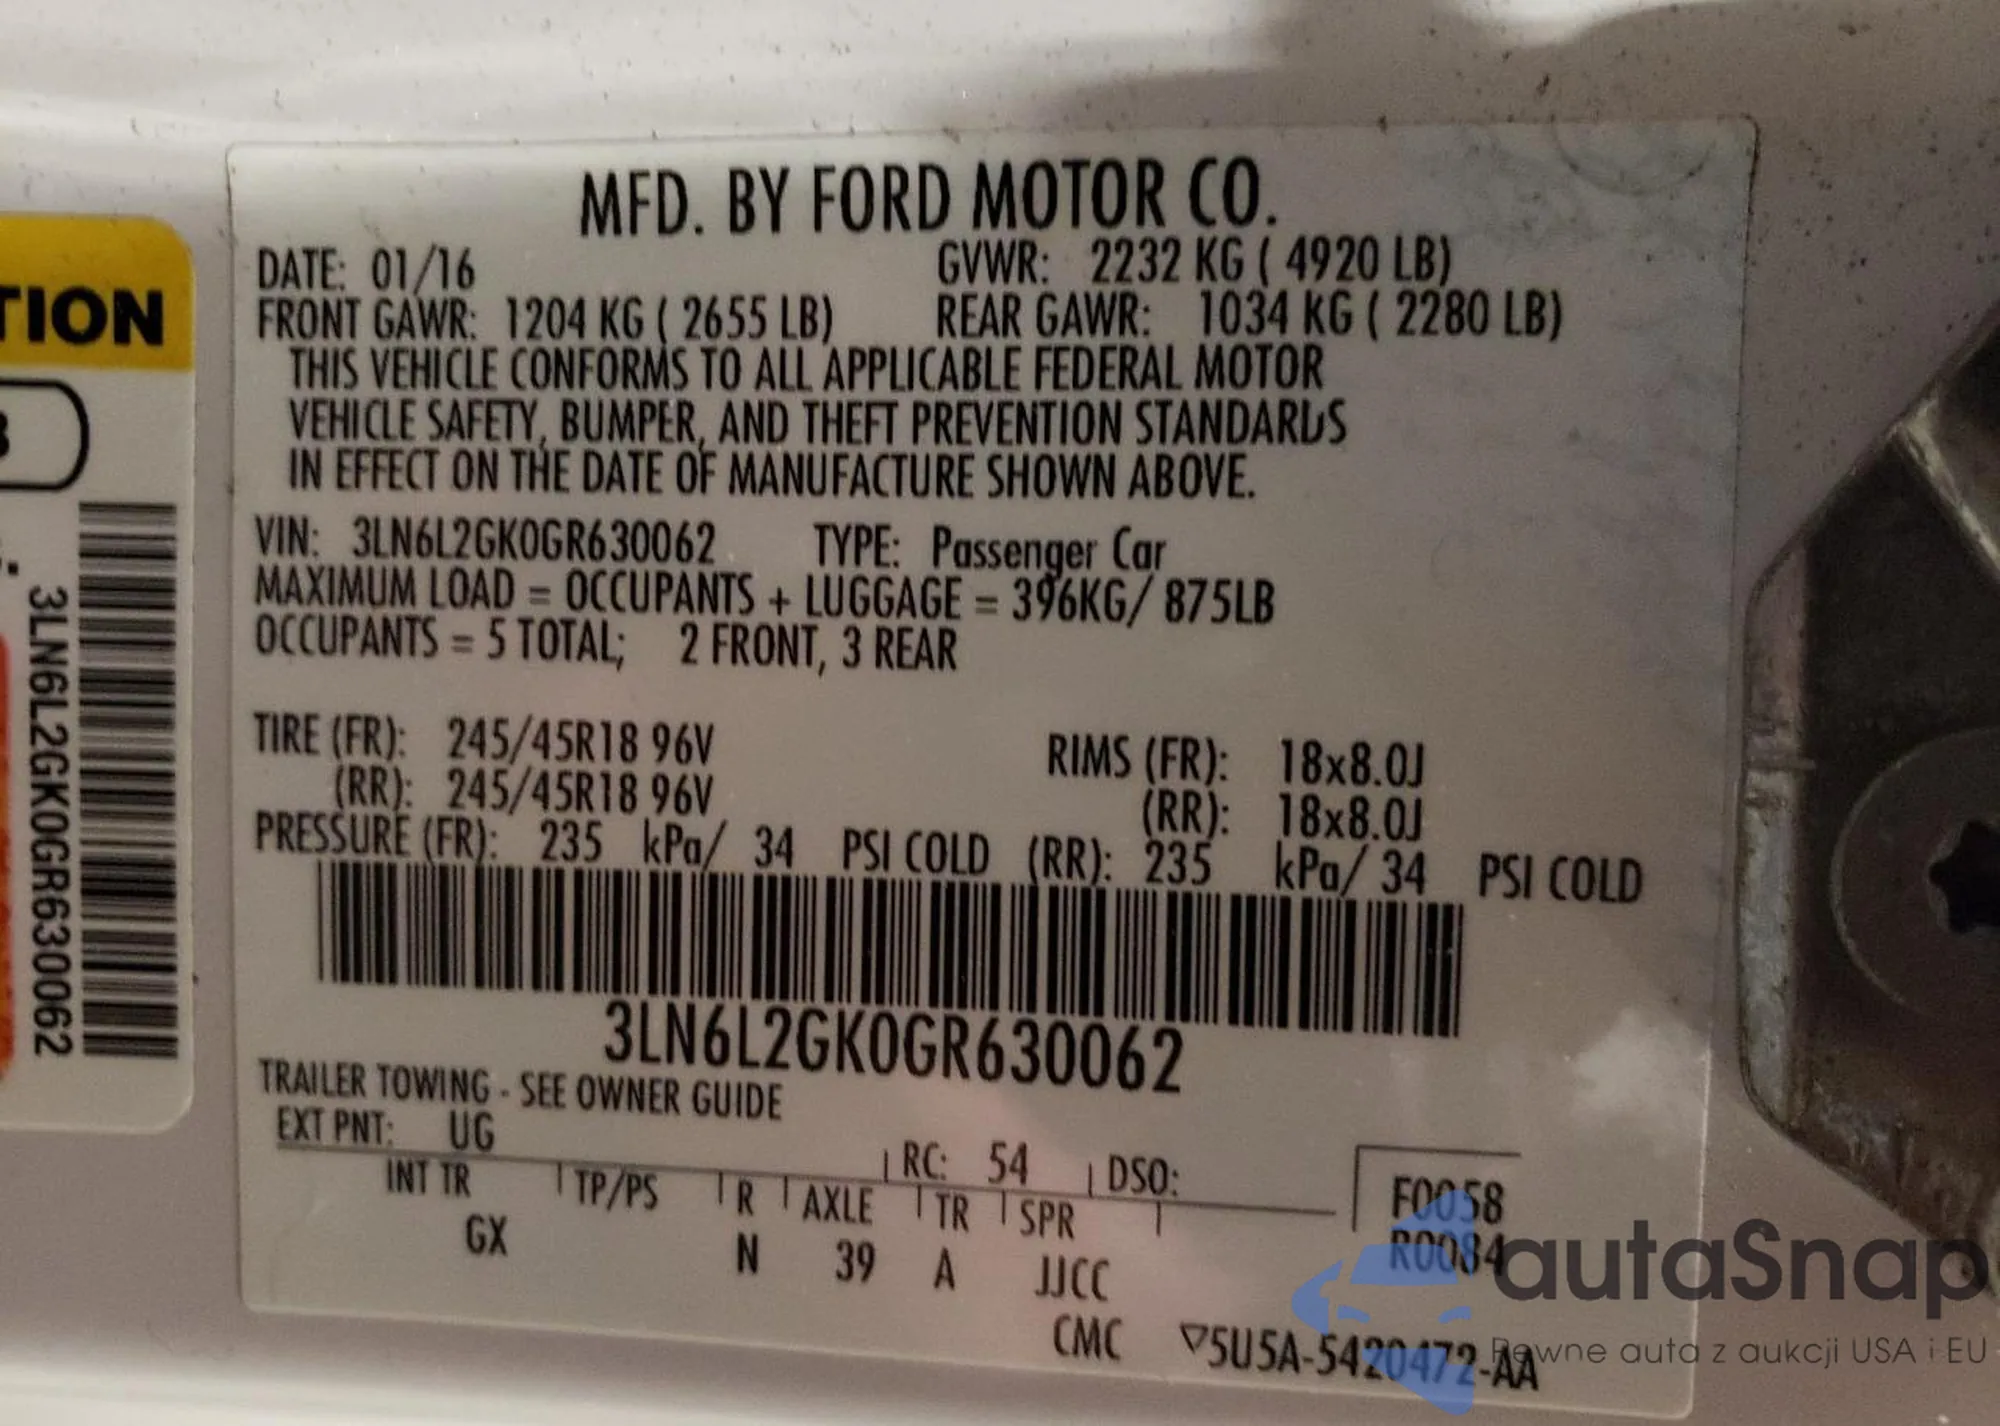 TION
3LN6L2GK0GR630062
MFD. BY FORD MOTOR CO.
DATE: 01/16 GVWR: 2232 KG ( 4920 LB)
FRONT GAWR: 1204 KG ( 2655 LB) REAR GAWR: 1034 KG ( 2280 LB)
THIS VEHICLE CONFORMS TO ALL APPLICABLE FEDERAL MOTOR
VEHICLE SAFETY, BUMPER, AND THEFT PREVENTION STANDARDS
IN EFFECT ON THE DATE OF MANUFACTURE SHOWN ABOVE.
VIN: 3LN6L2GK0GR630062 TYPE: Passenger Car
MAXIMUM LOAD = OCCUPANTS + LUGGAGE = 396KG/ 875LB
OCCUPANTS = 5 TOTAL; 2 FRONT, 3 REAR
TIRE (FR): 245/45R18 96V RIMS (FR): 18x8.0J
(RR): 245/45R18 96V (RR): 18x8.0J
PRESSURE (FR): 235 kPa/ 34 PSI COLD (RR): 235 kPa/ 34 PSI COLD
3LN6L2GK0GR630062
TRAILER TOWING - SEE OWNER GUIDE
EXT PNT: UG RC: 54 DSO:
INT TR TP/PS R AXLE TR SPR F0058
GX N 39 A JJCC R0084
CMC ▽5U5A-5420472-AA
autaSnap
Pewne auta z aukcji USA i EU